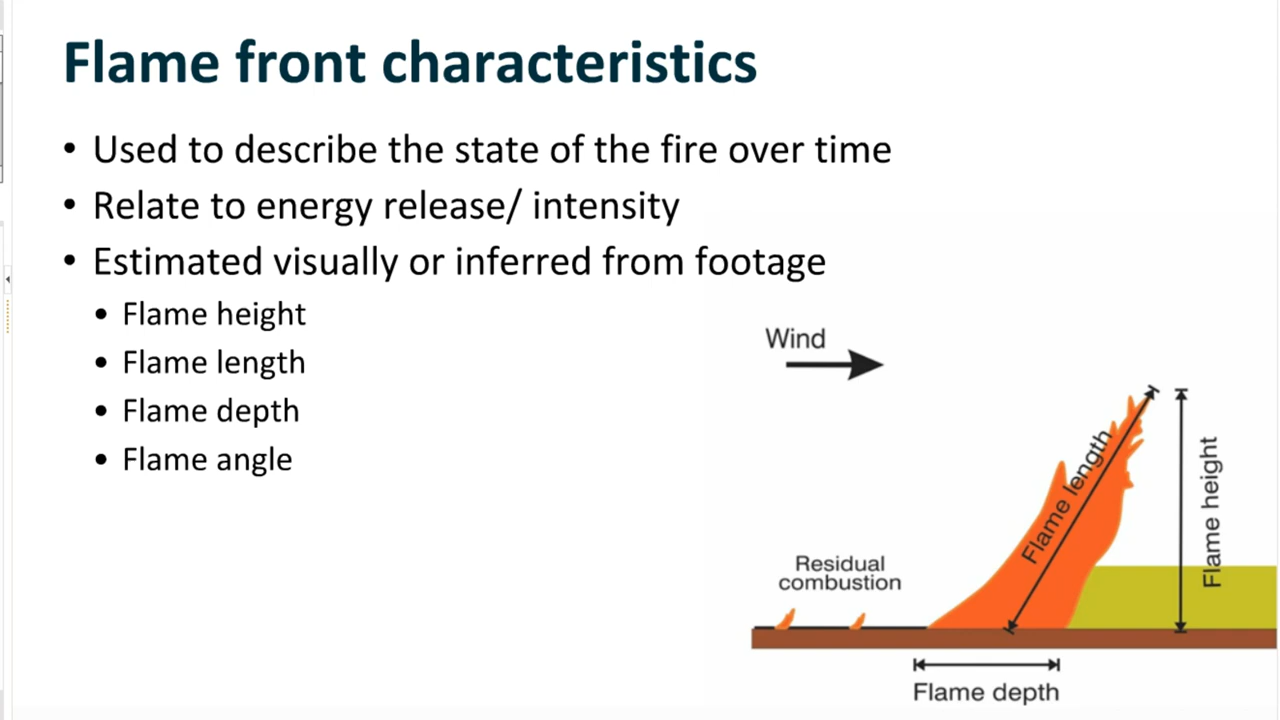 Flame front characteristics
• Used to describe the state of the fire over time
• Relate to energy release/ intensity
• Estimated visually or inferred from footage
• Flame height
• Flame length
• Flame depth
• Flame angle
Wind
Flame length
Flame height
Residual
combustion
Flame depth